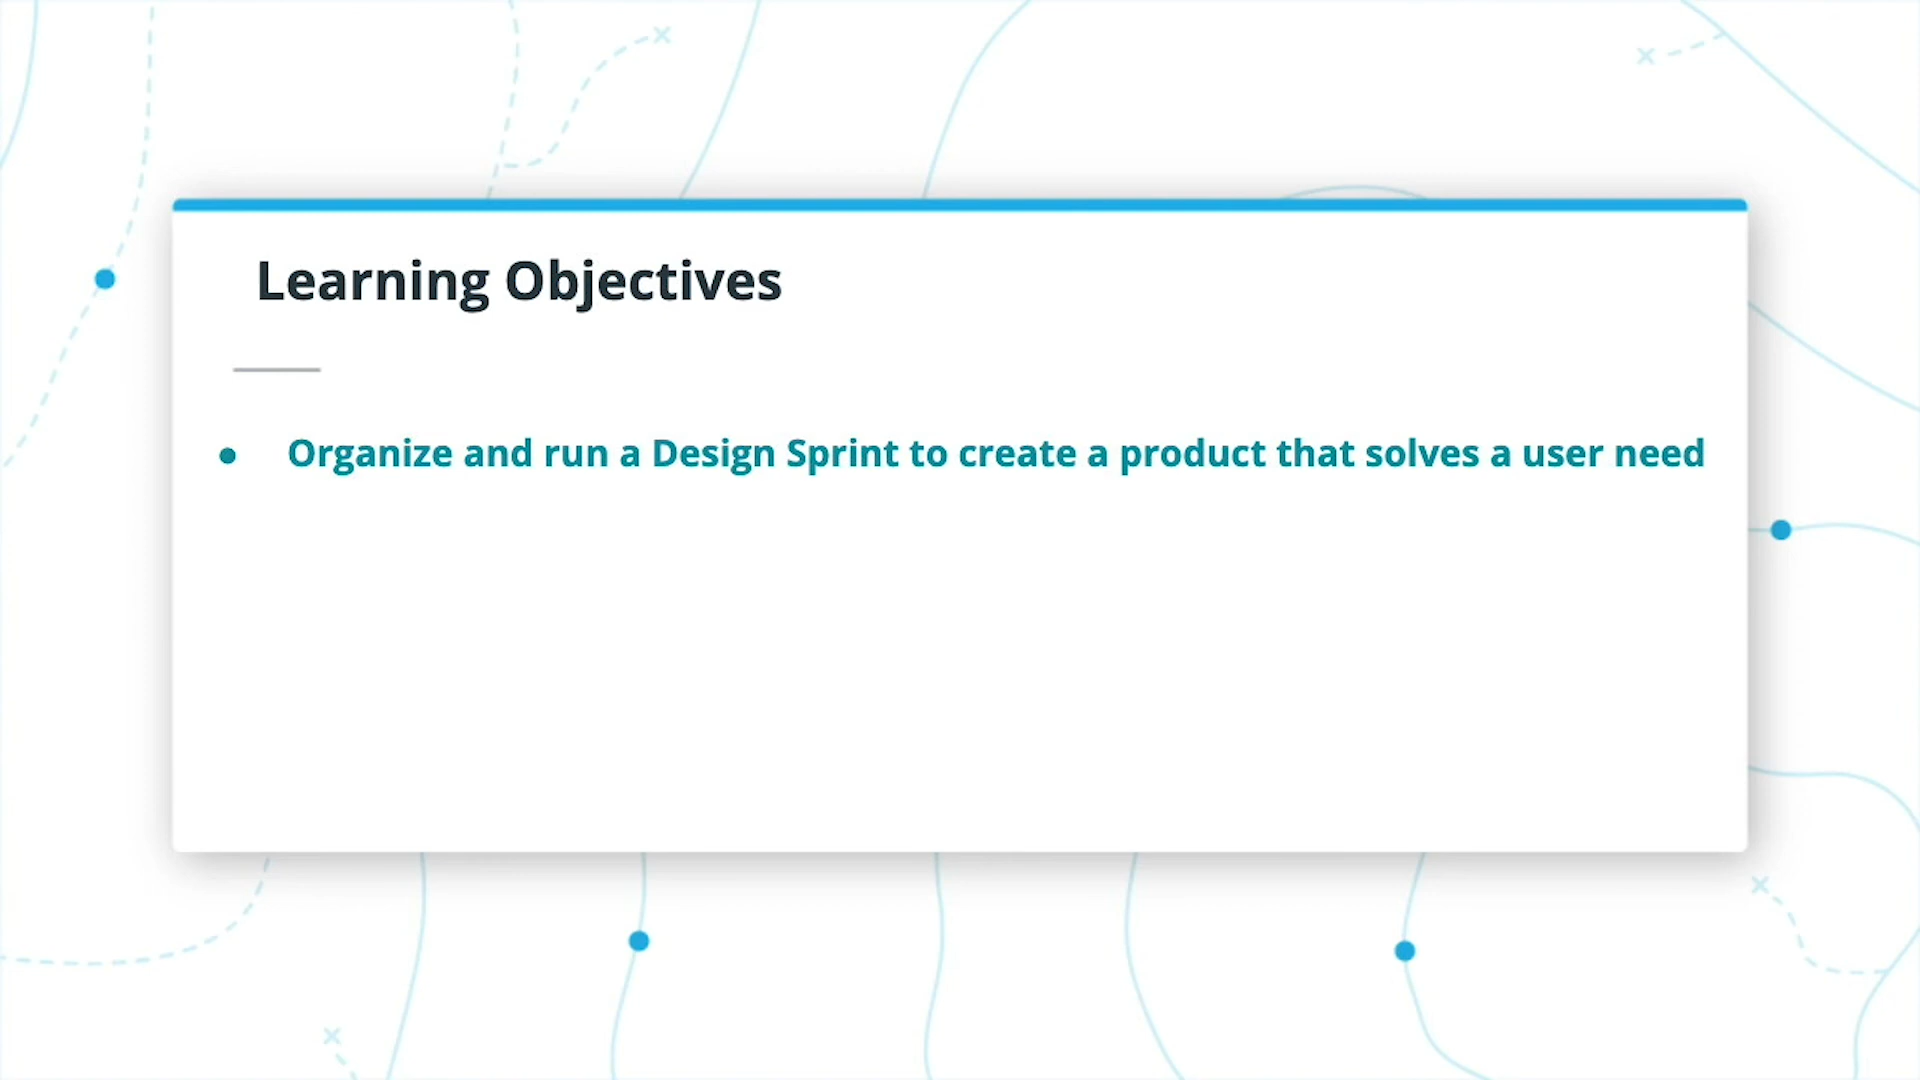 Learning Objectives
• Organize and run a Design Sprint to create a product that solves a user need